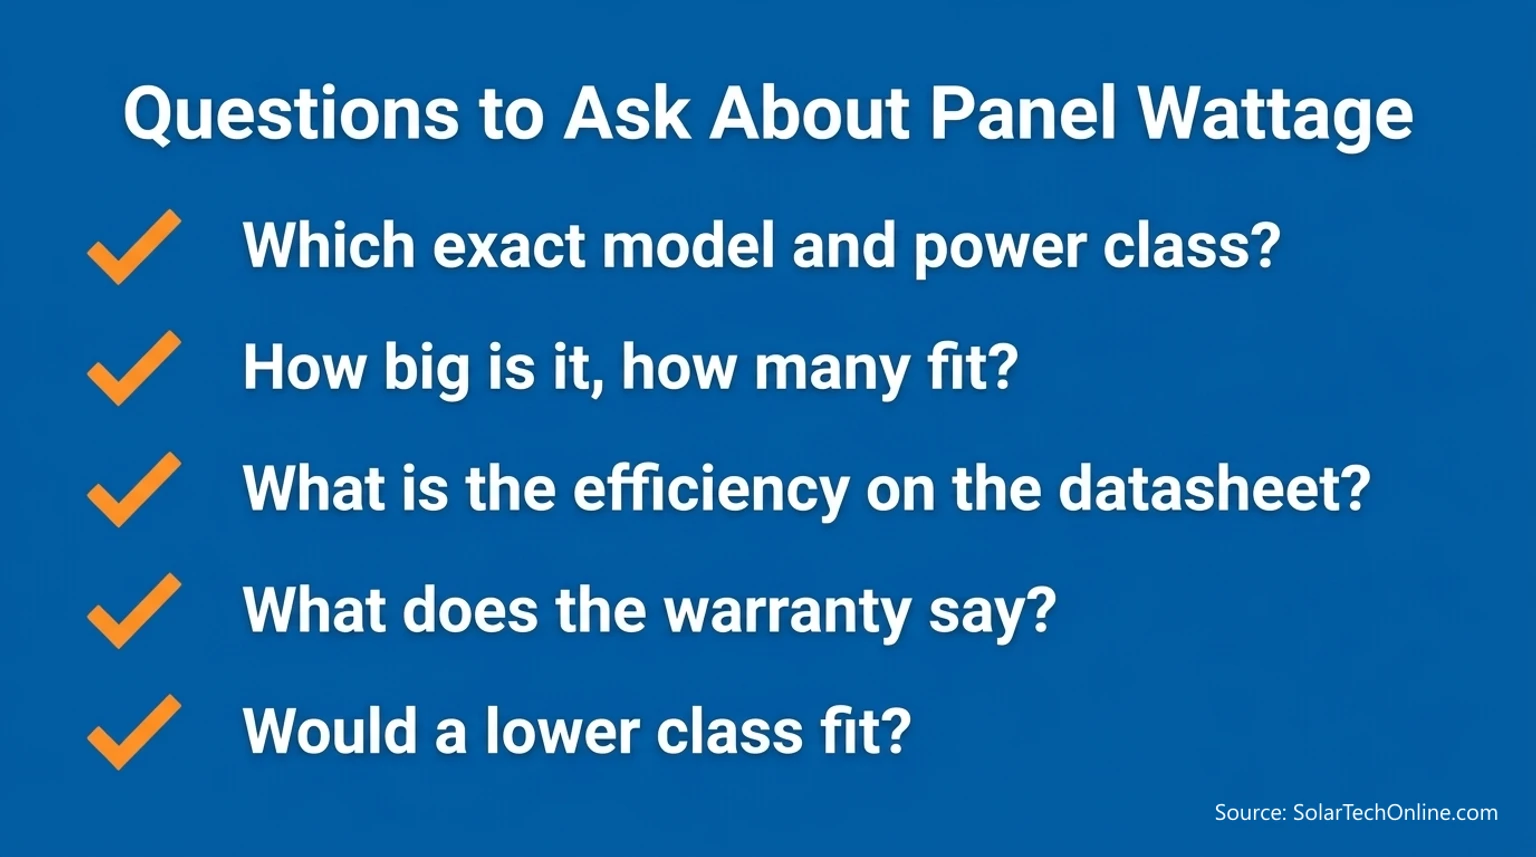 Questions to Ask About Panel Wattage
Which exact model and power class?
How big is it, how many fit?
What is the efficiency on the datasheet?
What does the warranty say?
Would a lower class fit?
Source: SolarTechOnline.com